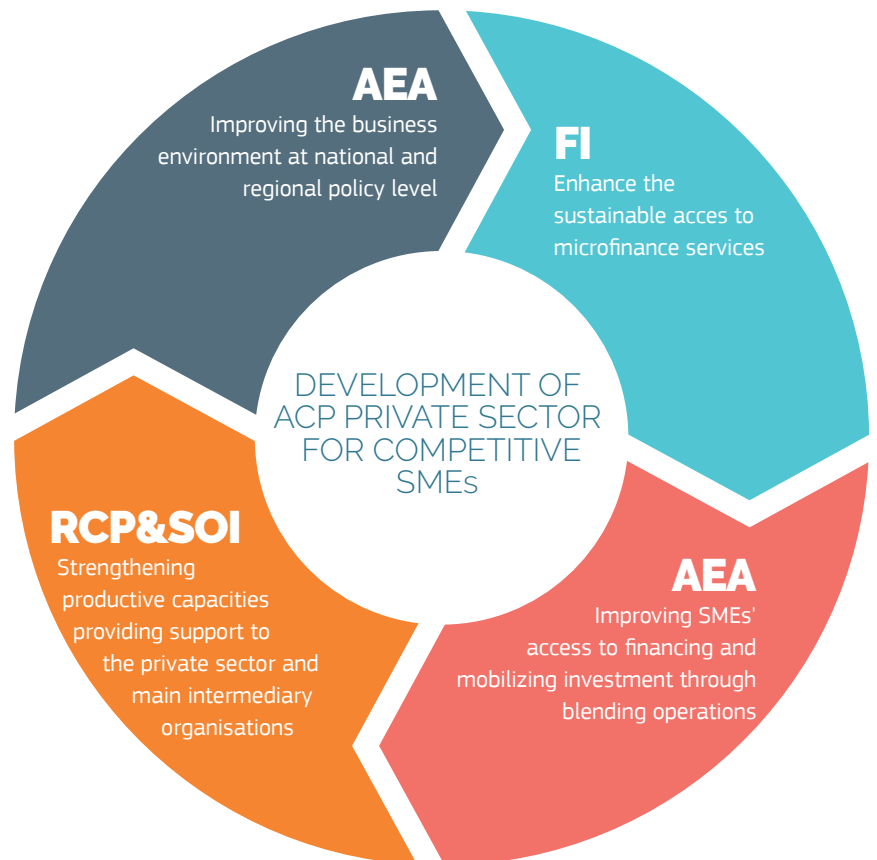 AEA
Improving the business
environment at national and
regional policy level
FI
Enhance the
sustainable acces to
microfinance services
DEVELOPMENT OF
ACP PRIVATE SECTOR
FOR COMPETITIVE
SMEs
RCP&SOI
Strengthening
productive capacities
providing support to
the private sector and
main intermediary
organisations
AEA
Improving SMEs'
access to financing and
mobilizing investment through
blending operations